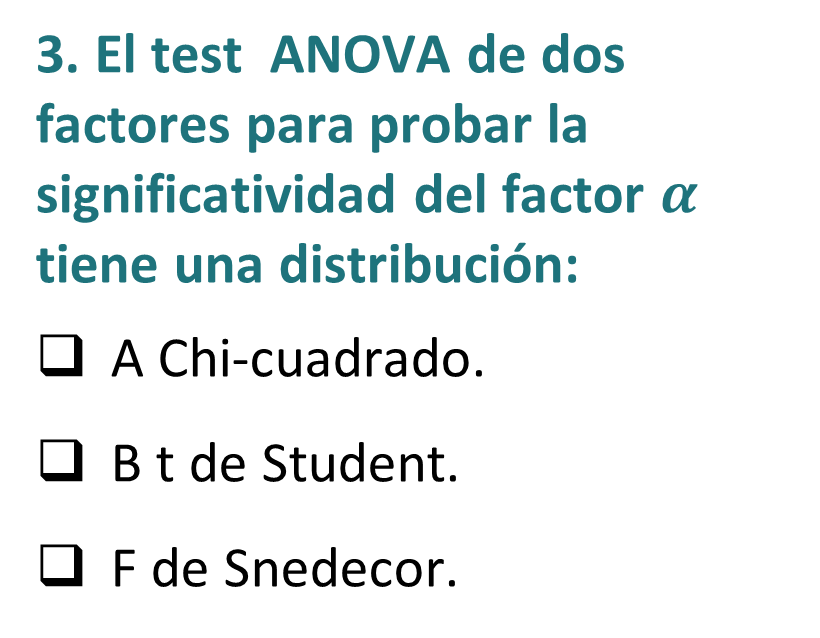 3. El test ANOVA de dos
factores para probar la
significatividad del factor α
tiene una distribución:
❑ A Chi-cuadrado.
❑ B t de Student.
❑ F de Snedecor.